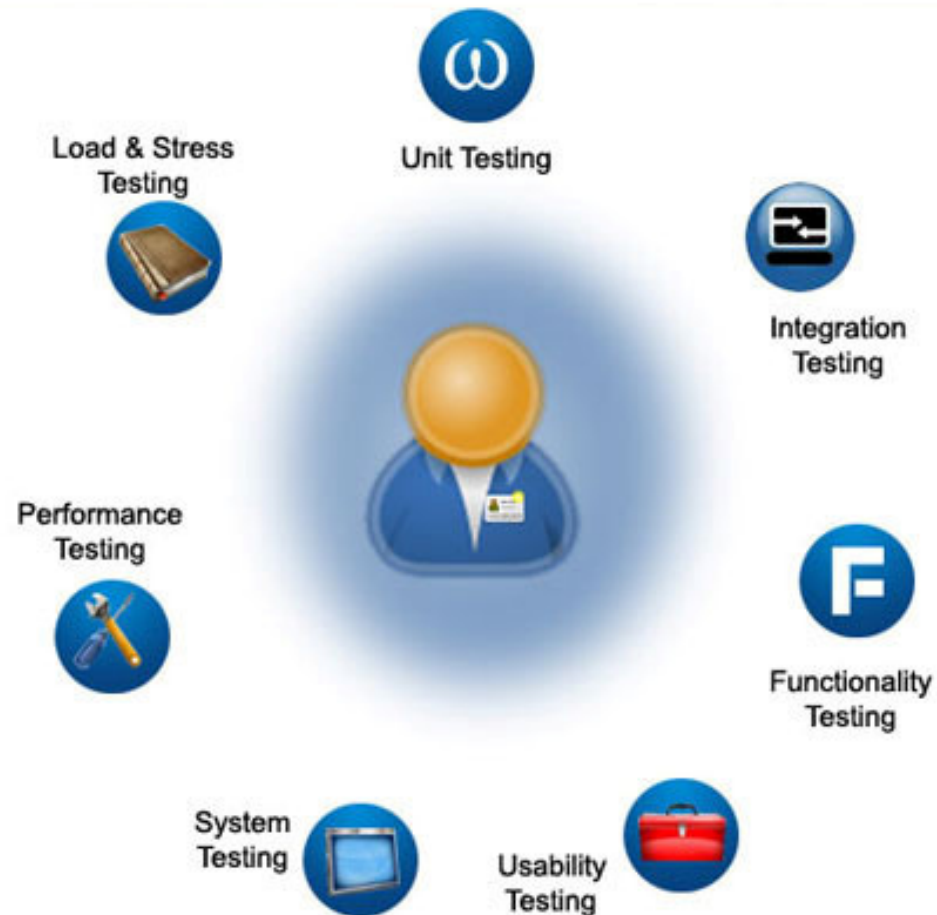 Unit Testing
Load & Stress
Testing
Integration
Testing
Performance
Testing
Functionality
Testing
System
Testing
Usability
Testing
ω
F